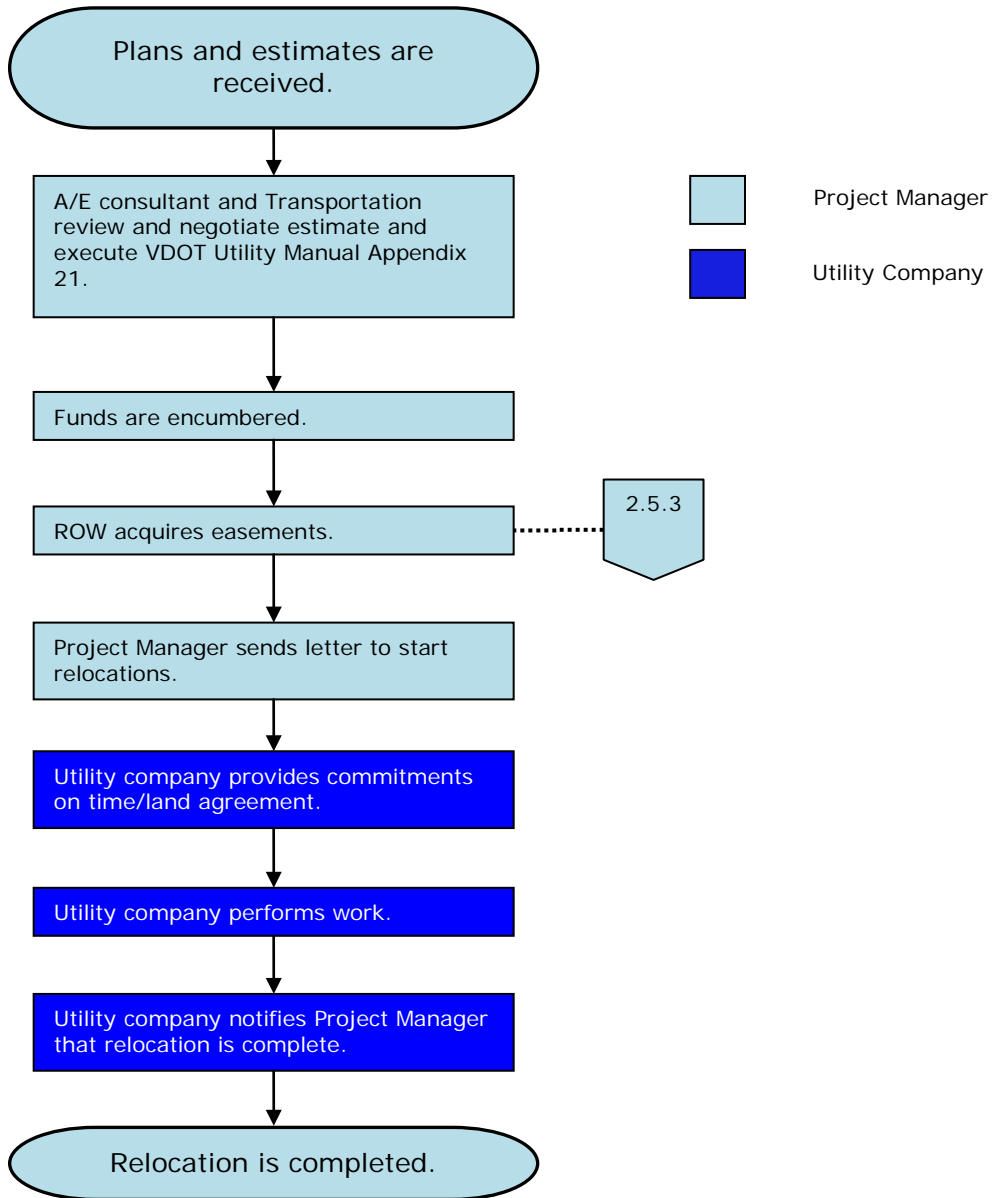 Plans and estimates are
received.
A/E consultant and Transportation
review and negotiate estimate and
execute VDOT Utility Manual Appendix
21.
Project Manager
Utility Company
Funds are encumbered.
ROW acquires easements.
2.5.3
Project Manager sends letter to start
relocations.
Utility company provides commitments
on time/land agreement.
Utility company performs work.
Utility company notifies Project Manager
that relocation is complete.
Relocation is completed.